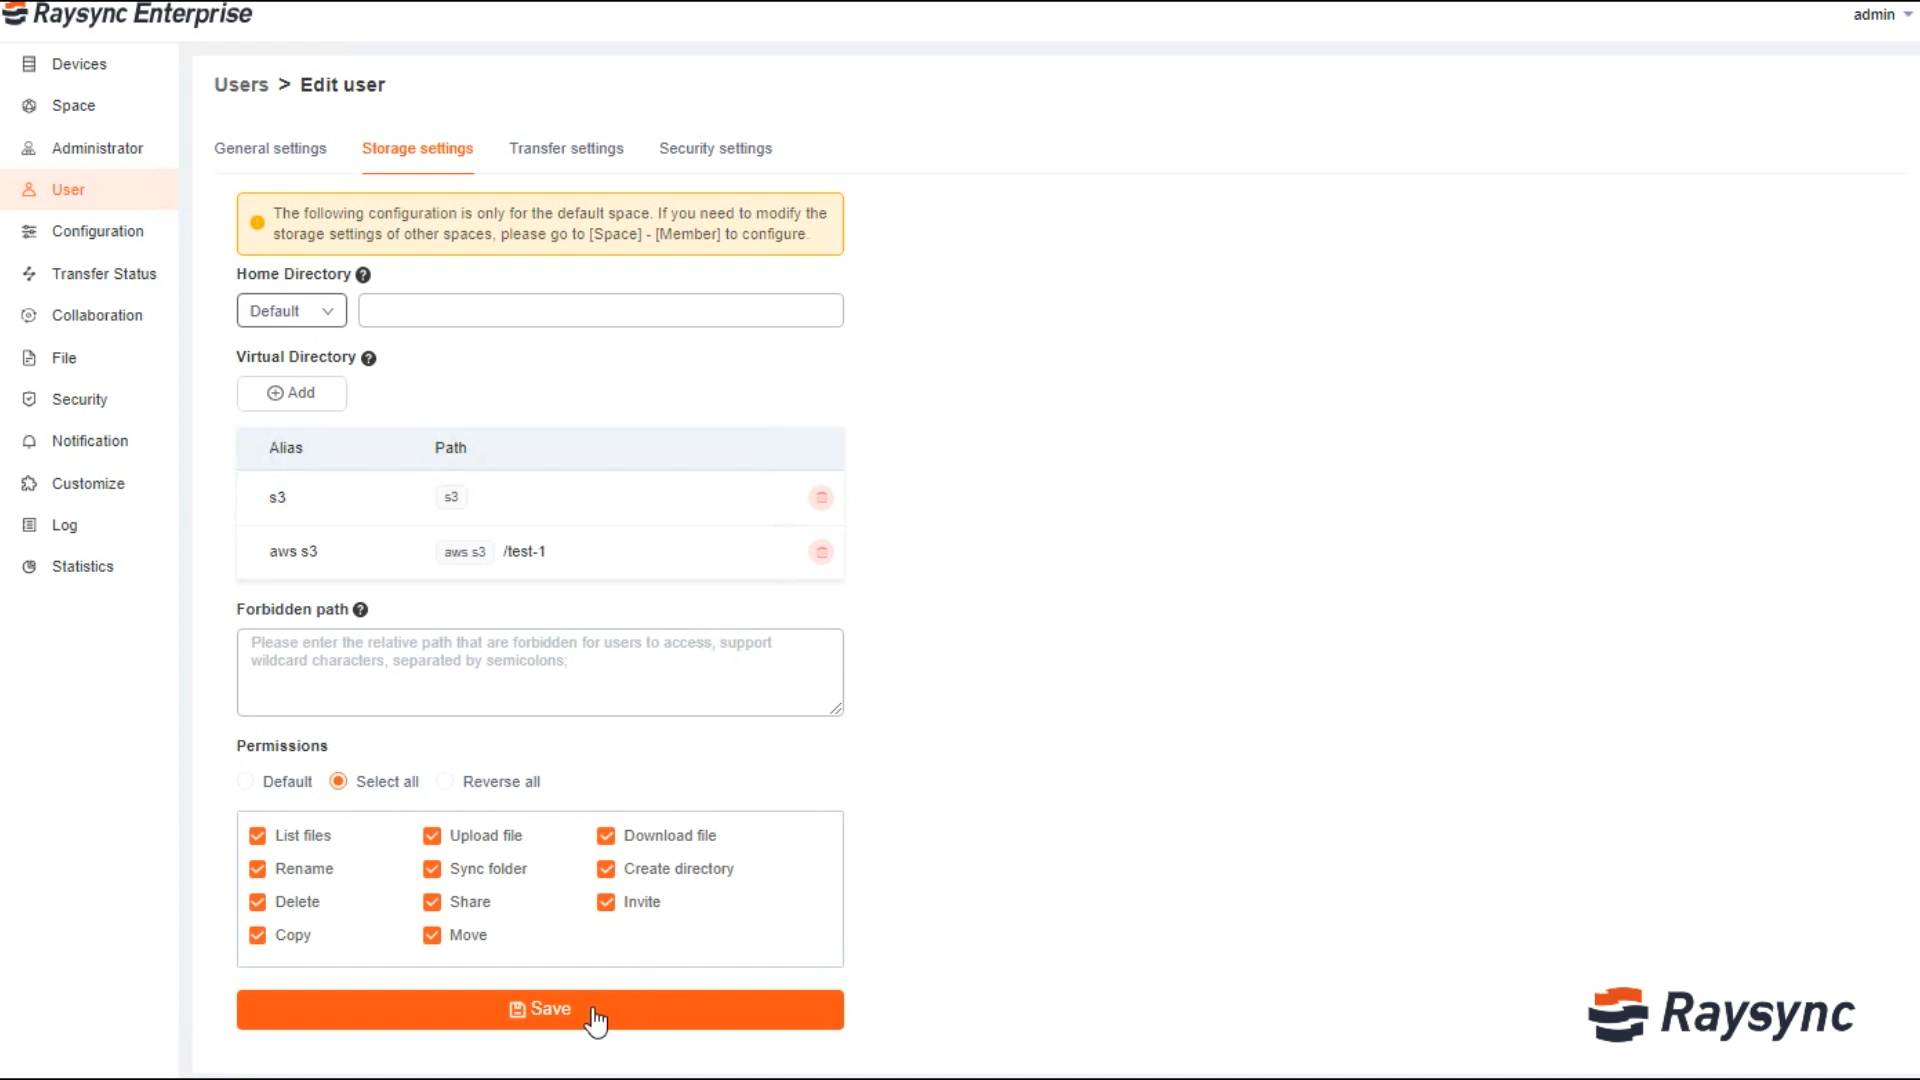 Raysync Enterprise
admin
Devices
Space
Administrator
User
Configuration
Transfer Status
Collaboration
File
Security
Notification
Customize
Log
Statistics
Users > Edit user
General settings
Storage settings
Transfer settings
Security settings
The following configuration is only for the default space. If you need to modify the
storage settings of other spaces, please go to [Space] - [Member] to configure.
Home Directory ?
Default
Virtual Directory ?
Add
Alias Path
s3 s3
aws s3 aws s3 /test-1
Forbidden path ?
Please enter the relative path that are forbidden for users to access, support
wildcard characters, separated by semicolons;
Permissions
Default Select all Reverse all
List files Upload file Download file
Rename Sync folder Create directory
Delete Share Invite
Copy Move
Save
Raysync